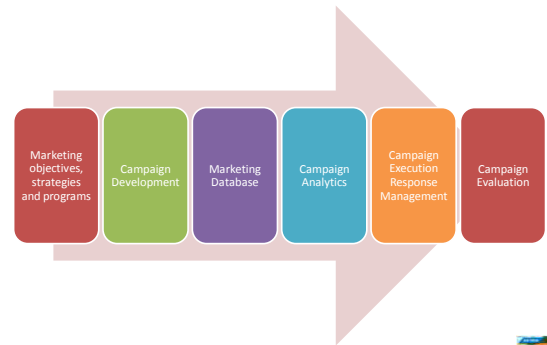 Marketing
objectives,
strategies
and programs
Campaign
Development
Marketing
Database
Campaign
Analytics
Campaign
Execution
Response
Management
Campaign
Evaluation